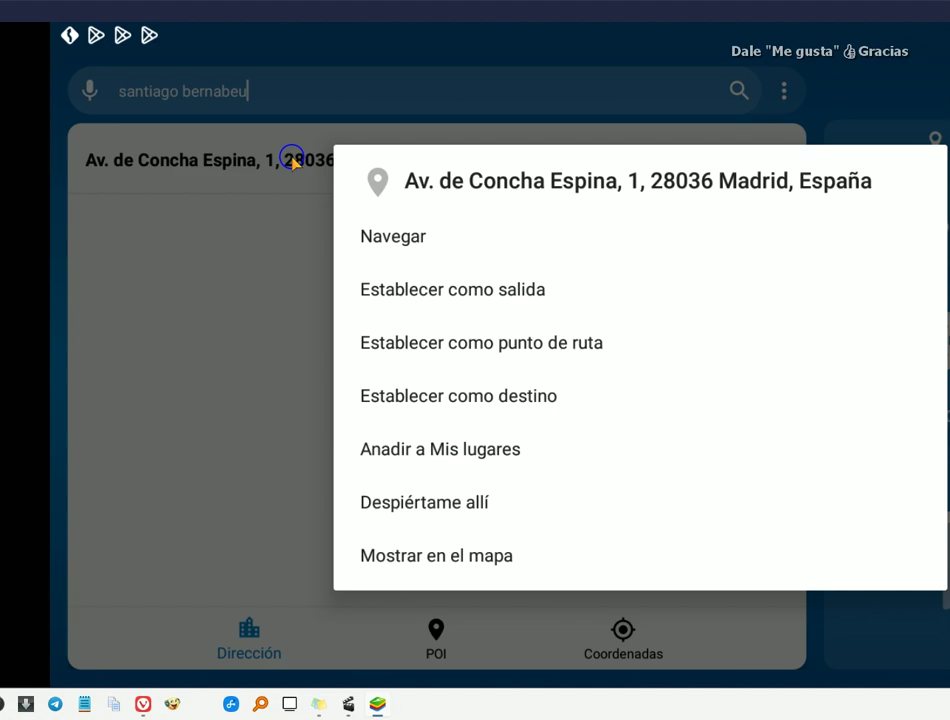 Dale "Me gusta" 👍Gracias
santiago bernabeu
Av. de Concha Espina, 1, 28036
Av. de Concha Espina, 1, 28036 Madrid, España
Navegar
Establecer como salida
Establecer como punto de ruta
Establecer como destino
Anadir a Mis lugares
Despiértame allí
Mostrar en el mapa
Dirección
POI
Coordenadas